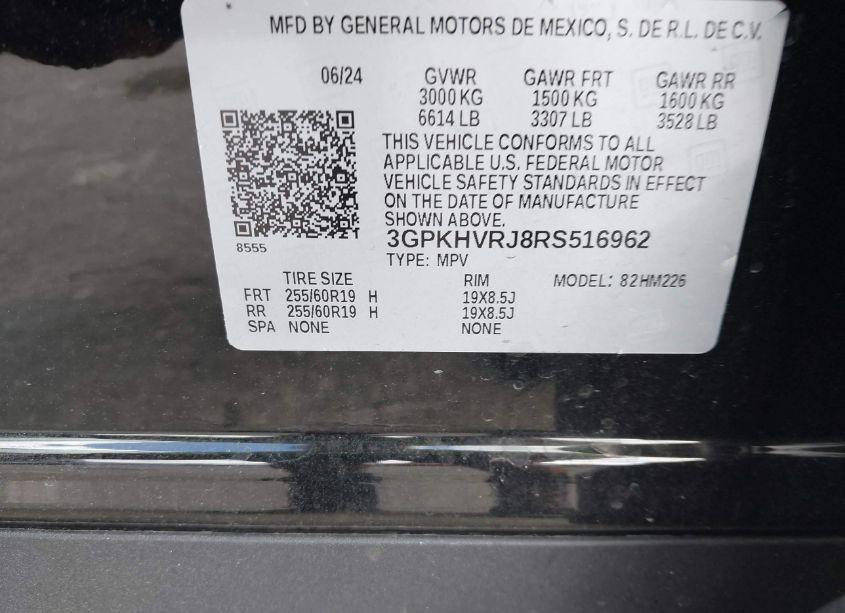 MFD BY GENERAL MOTORS DE MEXICO, S. DE R.L. DE C.V.
06/24 GVWR GAWR FRT GAWR RR
3000 KG 1500 KG 1600 KG
6614 LB 3307 LB 3528 LB
THIS VEHICLE CONFORMS TO ALL
APPLICABLE U.S. FEDERAL MOTOR
VEHICLE SAFETY STANDARDS IN EFFECT
ON THE DATE OF MANUFACTURE
SHOWN ABOVE.
8555
3GPKHVRJ8RS516962
TYPE: MPV
TIRE SIZE RIM MODEL: 82HM226
FRT 255/60R19 H 19X8.5J
RR 255/60R19 H 19X8.5J
SPA NONE NONE